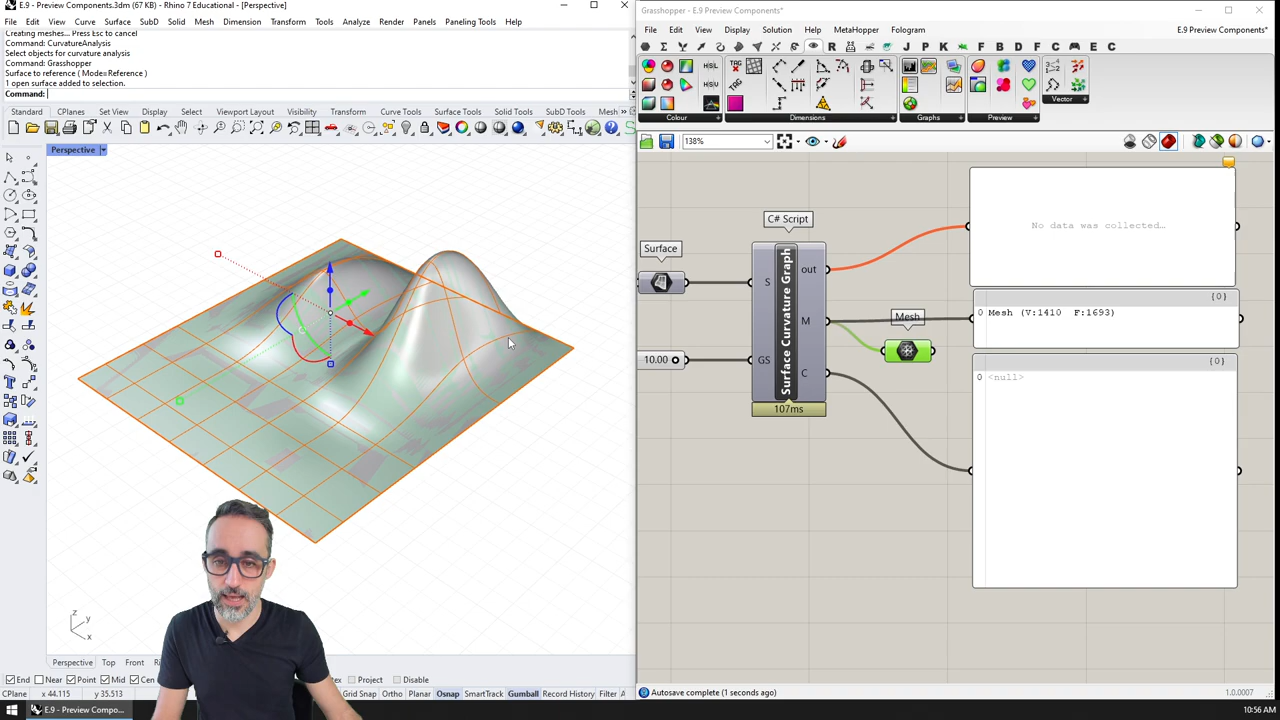 E.9 - Preview Components.3dm (67 KB) - Rhino 7 Educational - [Perspective]
File Edit View Curve Surface SubD Solid Mesh Dimension Transform Tools Analyze Render Panels Paneling Tools Help
Creating meshes... Press Esc to cancel
Command: CurvatureAnalysis
Select objects for curvature analysis
Command: Grasshopper
Surface to reference ( Mode=Reference )
1 open surface added to selection.
Command:
Standard CPlanes Set View Display Select Viewport Layout Visibility Transform Curve Tools Surface Tools Solid Tools SubD Tools Mesh
Perspective
z
y
x
Perspective Top Front
End Near Point Mid Cen Project Disable
CPlane x 44.115 y 35.513 Grid Snap Ortho Planar Osnap SmartTrack Gumball Record History Filter
E.9 - Preview Compo...
Grasshopper - E.9 Preview Components*
File Edit View Display Solution Help MetaHopper Fologram E.9 Preview Components*
R J P K F B D F C E C
HSL
HSL
TAG
TAG
Colour Dimensions Graphs Preview Vector
138%
C# Script
Surface
S
GS
Surface Curvature Graph
out
M
C
10.00
107ms
Mesh
No data was collected...
{0}
0 Mesh (V:1410 F:1693)
{0}
0 <null>
Autosave complete (1 seconds ago)
1.0.0007
10:56 AM